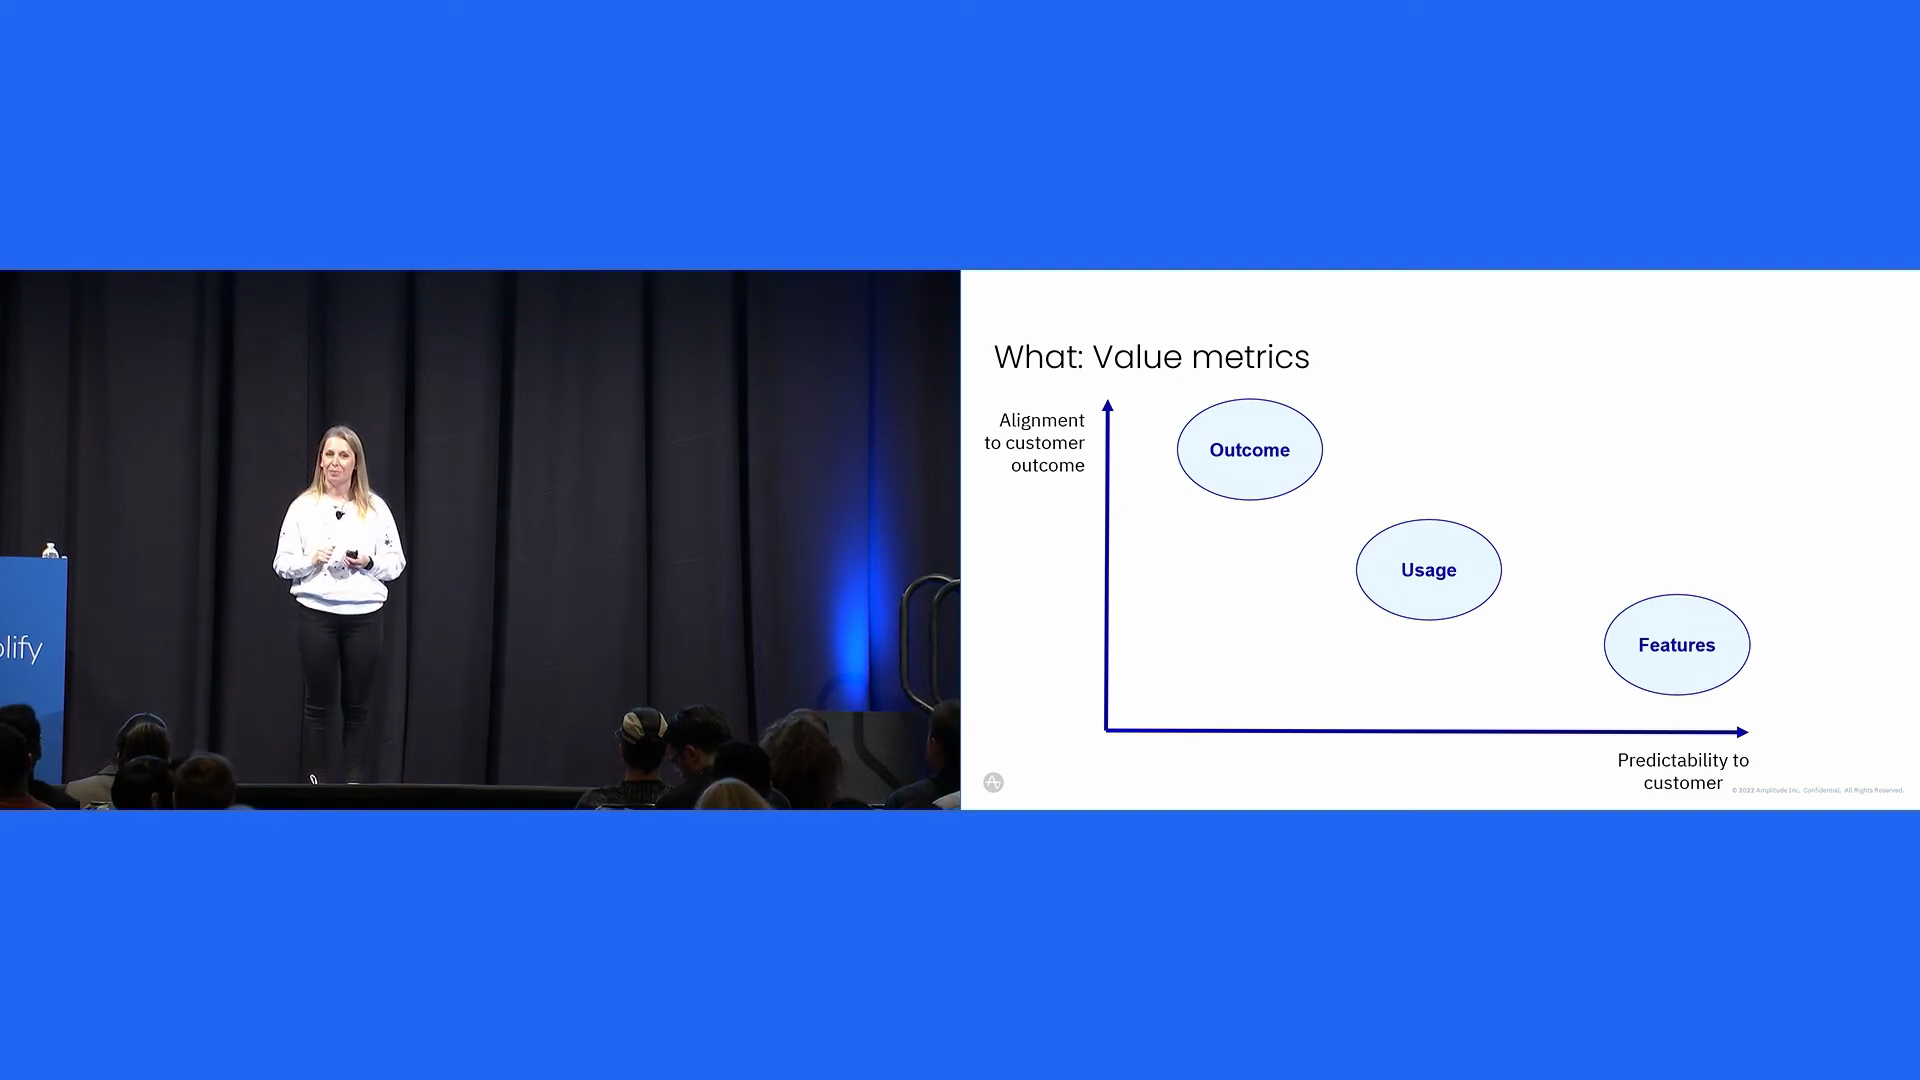 plify
What: Value metrics
Alignment
to customer
outcome
Outcome
Usage
Features
Predictability to
customer
© 2022 Amplitude Inc. Confidential. All Rights Reserved.